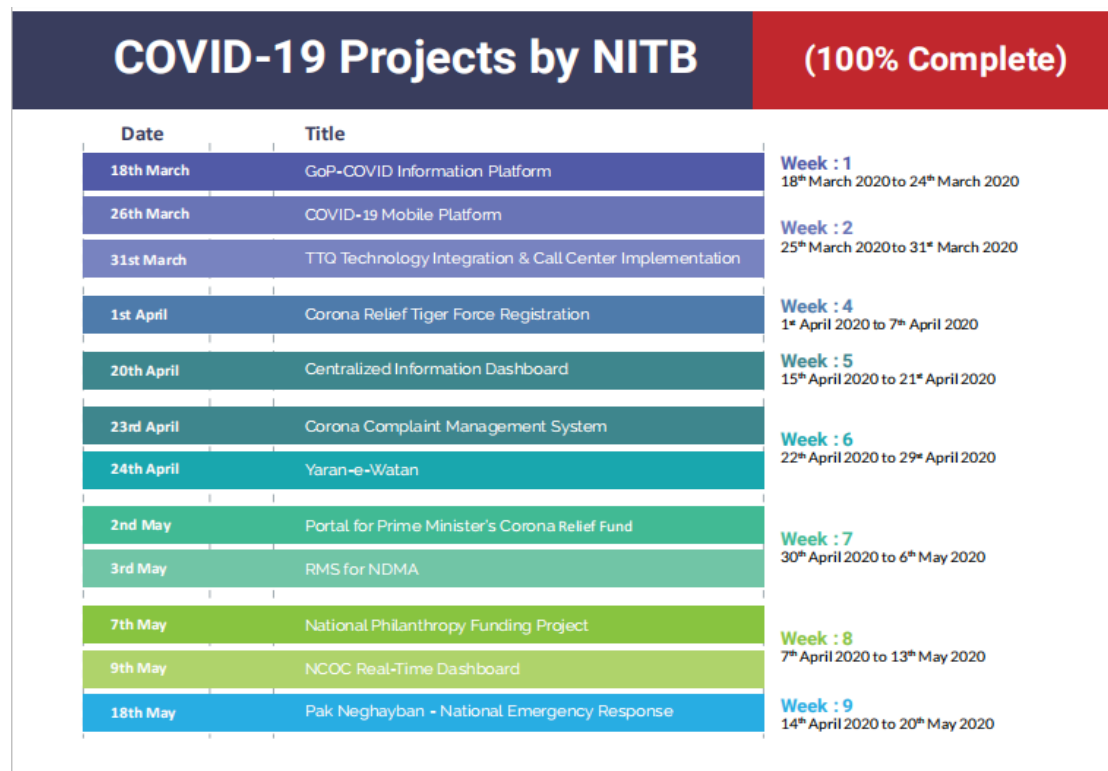 COVID-19 Projects by NITB (100% Complete)
Date Title
18th March GoP-COVID Information Platform
Week : 1
18th March 2020 to 24th March 2020
26th March COVID-19 Mobile Platform
31st March TTQ Technology Integration & Call Center Implementation
Week : 2
25th March 2020 to 31st March 2020
1st April Corona Relief Tiger Force Registration
Week : 4
1st April 2020 to 7th April 2020
20th April Centralized Information Dashboard
Week : 5
15th April 2020 to 21st April 2020
23rd April Corona Complaint Management System
24th April Yaran-e-Watan
Week : 6
22th April 2020 to 29st April 2020
2nd May Portal for Prime Minister's Corona Relief Fund
3rd May RMS for NDMA
Week : 7
30th April 2020 to 6th May 2020
7th May National Philanthropy Funding Project
9th May NCOC Real-Time Dashboard
Week : 8
7th April 2020 to 13th May 2020
18th May Pak Neghayban - National Emergency Response
Week : 9
14th April 2020 to 20th May 2020